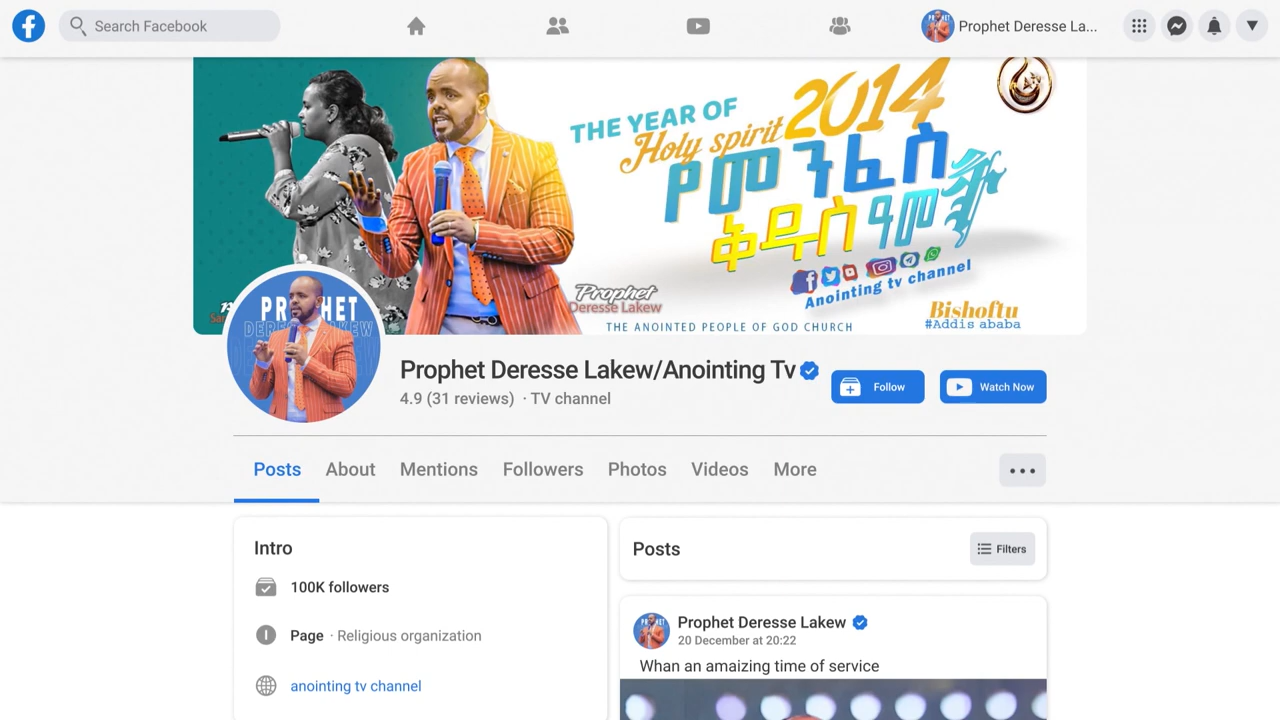 Search Facebook
Prophet Deresse La...
THE YEAR OF
Holy spirit 2014
የመንፈስ
ቅዱስ ዓመት
Anointing tv channel
Prophet
Deresse Lakew
THE ANOINTED PEOPLE OF GOD CHURCH
Bishoftu
#Addis ababa
PROPHET
DERESSE LAKEW
Prophet Deresse Lakew/Anointing Tv
4.9 (31 reviews) · TV channel
Follow
Watch Now
Posts About Mentions Followers Photos Videos More
Intro
100K followers
Page · Religious organization
anointing tv channel
Posts
Filters
Prophet Deresse Lakew
20 December at 20:22
Whan an amaizing time of service